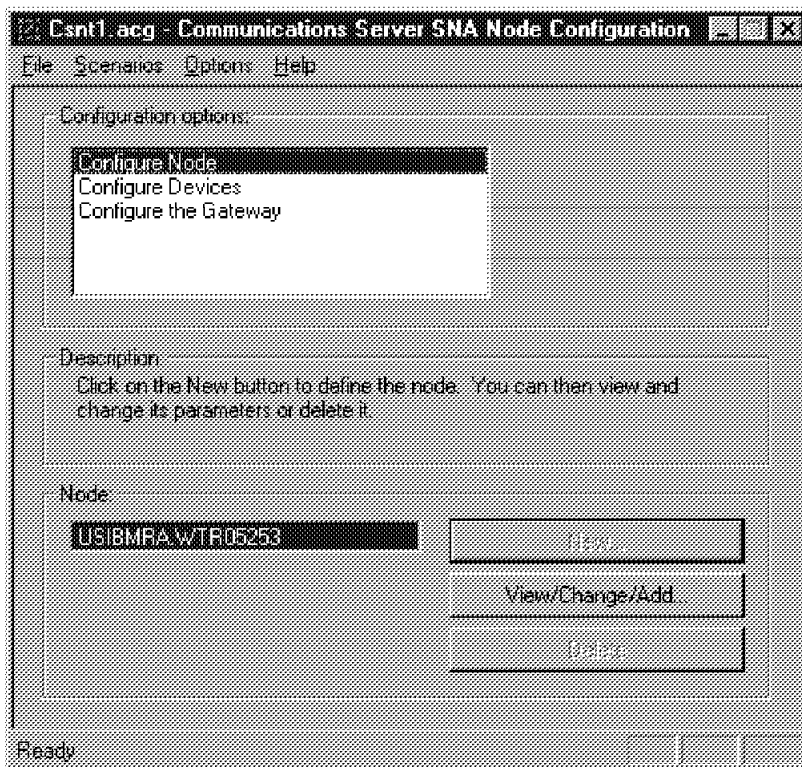 Csnt1.acg - Communications Server SNA Node Configuration
File Scenarios Options Help
Configuration options:
Configure Node
Configure Devices
Configure the Gateway
Description
Click on the New button to define the node. You can then view and
change its parameters or delete it.
Node
USIBMRA.WTR05253
New...
View/Change/Add...
Delete
Ready